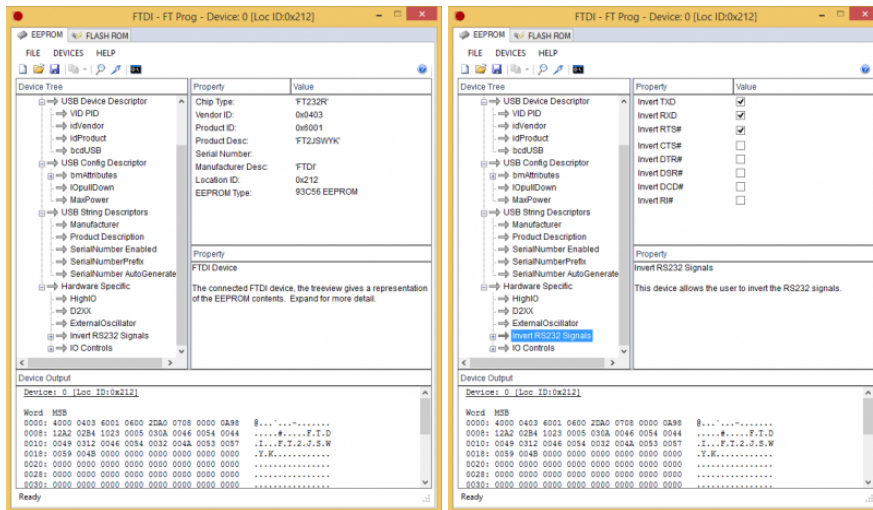 FTDI - FT Prog - Device: 0 [Loc ID:0x212]
EEPROM FLASH ROM
FILE DEVICES HELP
Device Tree
USB Device Descriptor
VID PID
idVendor
idProduct
bcdUSB
USB Config Descriptor
bmAttributes
IOpullDown
MaxPower
USB String Descriptors
Manufacturer
Product Description
SerialNumber Enabled
SerialNumberPrefix
SerialNumber AutoGenerate
Hardware Specific
HighIO
D2XX
ExternalOscillator
Invert RS232 Signals
IO Controls
Property Value
Chip Type: 'FT232R'
Vendor ID: 0x0403
Product ID: 0x6001
Product Desc: 'FT2JSWYK'
Serial Number:
Manufacturer Desc: 'FTDI'
Location ID: 0x212
EEPROM Type: 93C56 EEPROM
Property
FTDI Device
The connected FTDI device, the treeview gives a representation
of the EEPROM contents. Expand for more detail.
Device Output
Device: 0 [Loc ID:0x212]
Word MSB
0000: 4000 0403 6001 0600 2DA0 0708 0000 0A98 @...`...-.......
0008: 12A2 02B4 1023 0005 030A 0046 0054 0044 .....#.....F.T.D
0010: 0049 0312 0046 0054 0032 004A 0053 0057 .I...F.T.2.J.S.W
0018: 0059 004B 0000 0000 0000 0000 0000 0000 .Y.K............
0020: 0000 0000 0000 0000 0000 0000 0000 0000 ................
0028: 0000 0000 0000 0000 0000 0000 0000 0000 ................
0030: 0000 0000 0000 0000 0000 0000 0000 0000 ................
Ready
FTDI - FT Prog - Device: 0 [Loc ID:0x212]
EEPROM FLASH ROM
FILE DEVICES HELP
Device Tree
USB Device Descriptor
VID PID
idVendor
idProduct
bcdUSB
USB Config Descriptor
bmAttributes
IOpullDown
MaxPower
USB String Descriptors
Manufacturer
Product Description
SerialNumber Enabled
SerialNumberPrefix
SerialNumber AutoGenerate
Hardware Specific
HighIO
D2XX
ExternalOscillator
Invert RS232 Signals
IO Controls
Property Value
Invert TXD
Invert RXD
Invert RTS#
Invert CTS#
Invert DTR#
Invert DSR#
Invert DCD#
Invert RI#
Property
Invert RS232 Signals
This device allows the user to invert the RS232 signals.
Device Output
Device: 0 [Loc ID:0x212]
Word MSB
0000: 4000 0403 6001 0600 2DA0 0708 0000 0A98 @...`...-.......
0008: 12A2 02B4 1023 0005 030A 0046 0054 0044 .....#.....F.T.D
0010: 0049 0312 0046 0054 0032 004A 0053 0057 .I...F.T.2.J.S.W
0018: 0059 004B 0000 0000 0000 0000 0000 0000 .Y.K............
0020: 0000 0000 0000 0000 0000 0000 0000 0000 ................
0028: 0000 0000 0000 0000 0000 0000 0000 0000 ................
0030: 0000 0000 0000 0000 0000 0000 0000 0000 ................
Ready